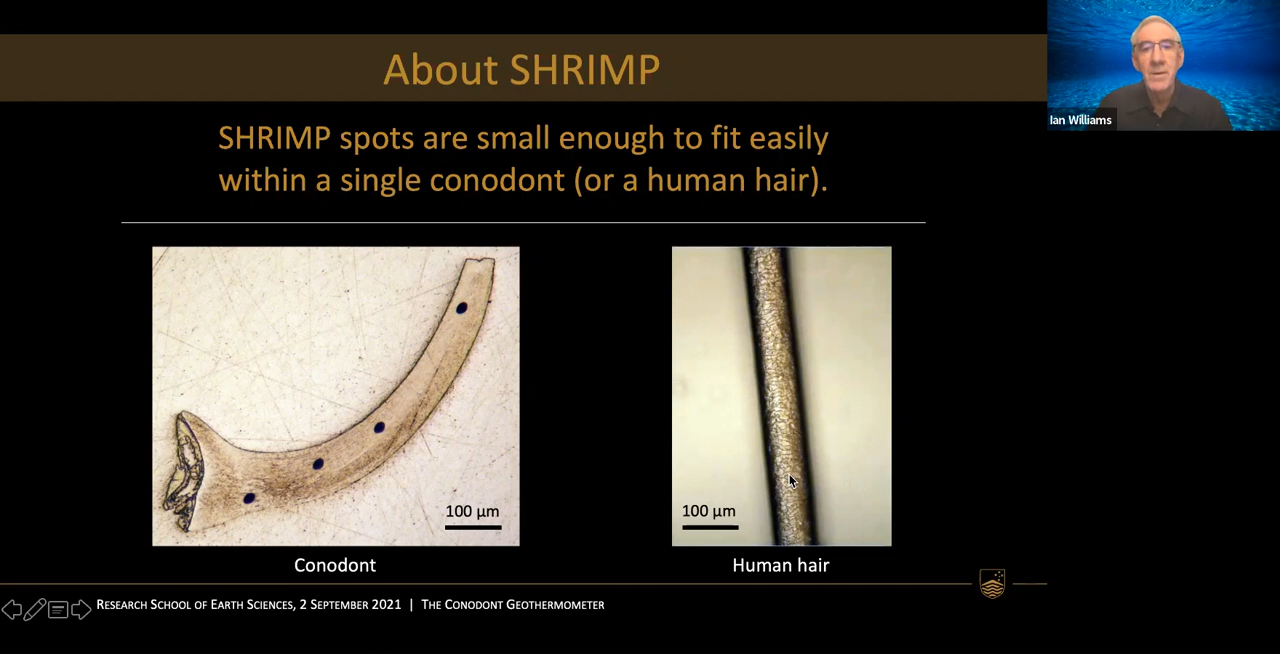 About SHRIMP
Ian Williams
SHRIMP spots are small enough to fit easily
within a single conodont (or a human hair).
100 µm
100 µm
Conodont
Human hair
RESEARCH SCHOOL OF EARTH SCIENCES, 2 SEPTEMBER 2021 | THE CONODONT GEOTHERMOMETER